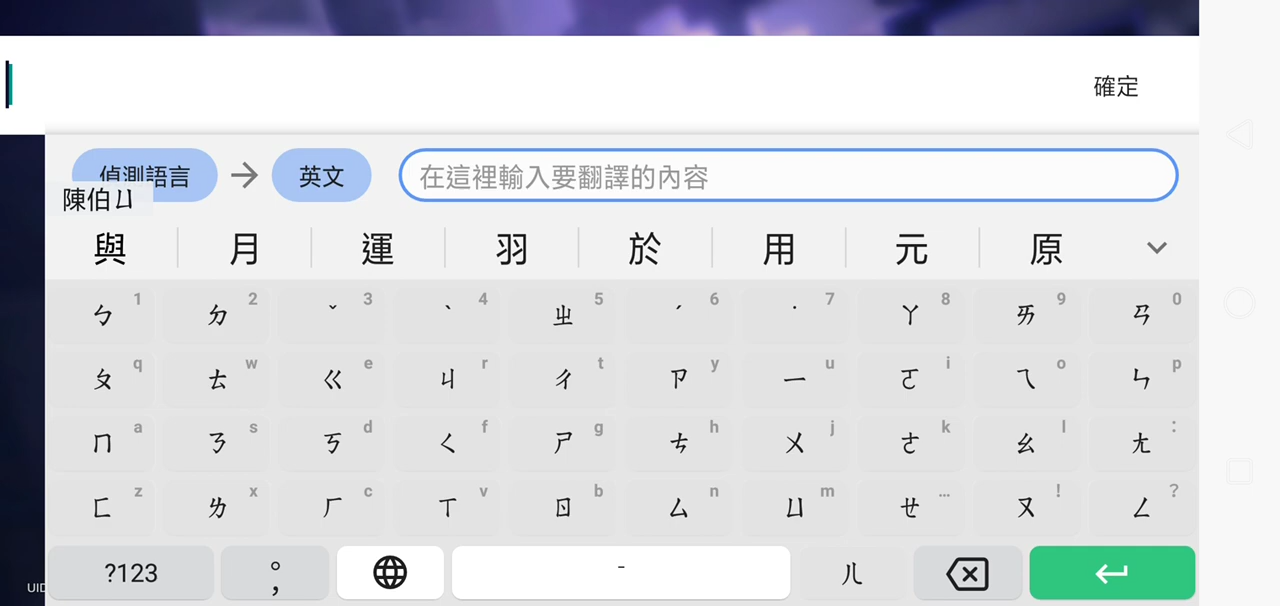 確定
偵測語言 → 英文 在這裡輸入要翻譯的內容
陳伯ㄩ
與 月 運 羽 於 用 元 原
ㄅ 1 ㄉ 2 ˇ 3 ˋ 4 ㄓ 5 ˊ 6 ˙ 7 ㄚ 8 ㄞ 9 ㄢ 0
ㄆ q ㄊ w ㄍ e ㄐ r ㄔ t ㄗ y ㄧ u ㄛ i ㄟ o ㄣ p
ㄇ a ㄋ s ㄎ d ㄑ f ㄕ g ㄘ h ㄨ j ㄜ k ㄠ l ㄤ :
ㄈ z ㄌ x ㄏ c ㄒ v ㄖ b ㄙ n ㄩ m ㄝ … ㄡ ! ㄥ ?
UID ?123 °, - ㄦ